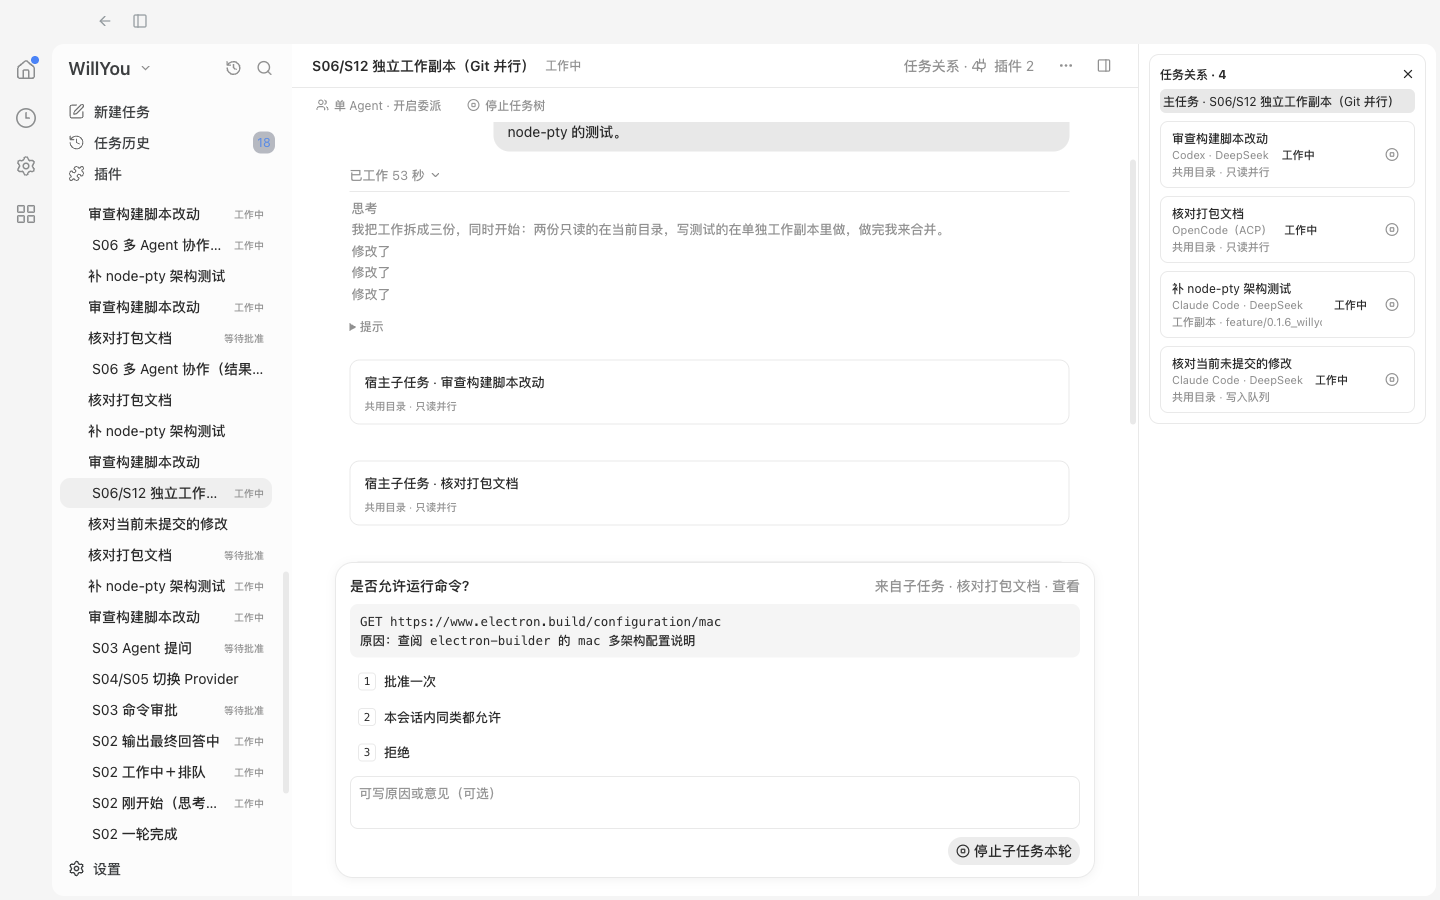 WillYou
新建任务
任务历史 18
插件
审查构建脚本改动 工作中
S06 多 Agent 协作... 工作中
补 node-pty 架构测试
审查构建脚本改动 工作中
核对打包文档 等待批准
S06 多 Agent 协作（结果...
核对打包文档
补 node-pty 架构测试
审查构建脚本改动
S06/S12 独立工作... 工作中
核对当前未提交的修改
核对打包文档 等待批准
补 node-pty 架构测试 工作中
审查构建脚本改动 工作中
S03 Agent 提问 等待批准
S04/S05 切换 Provider
S03 命令审批 等待批准
S02 输出最终回答中 工作中
S02 工作中＋排队 工作中
S02 刚开始（思考... 工作中
S02 一轮完成
设置
S06/S12 独立工作副本（Git 并行） 工作中
任务关系 · 4 插件 2
单 Agent · 开启委派 停止任务树
node-pty 的测试。
已工作 53 秒
思考
我把工作拆成三份，同时开始：两份只读的在当前目录，写测试的在单独工作副本里做，做完我来合并。
修改了
修改了
修改了
提示
宿主子任务 · 审查构建脚本改动
共用目录 · 只读并行
宿主子任务 · 核对打包文档
共用目录 · 只读并行
是否允许运行命令? 来自子任务 · 核对打包文档 · 查看
GET https://www.electron.build/configuration/mac
原因：查阅 electron-builder 的 mac 多架构配置说明
1 批准一次
2 本会话内同类都允许
3 拒绝
可写原因或意见（可选）
停止子任务本轮
任务关系 · 4
主任务 · S06/S12 独立工作副本（Git 并行）
审查构建脚本改动
Codex · DeepSeek 工作中
共用目录 · 只读并行
核对打包文档
OpenCode（ACP） 工作中
共用目录 · 只读并行
补 node-pty 架构测试
Claude Code · DeepSeek 工作中
工作副本 · feature/0.1.6_willyo
核对当前未提交的修改
Claude Code · DeepSeek 工作中
共用目录 · 写入队列